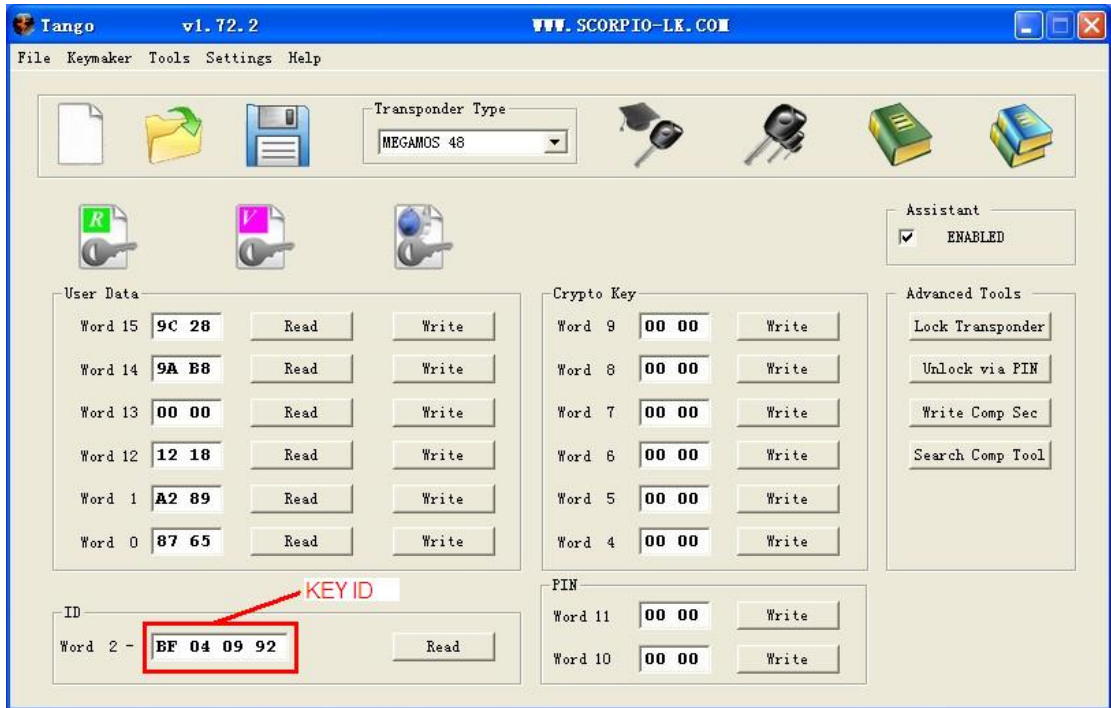 Tango v1.72.2 WWW.SCORPIO-LK.COM
File Keymaker Tools Settings Help
Transponder Type
MEGAMOS 48
R V
Assistant
ENABLED
User Data
Word 15 9C 28 Read Write
Word 14 9A B8 Read Write
Word 13 00 00 Read Write
Word 12 12 18 Read Write
Word 1 A2 89 Read Write
Word 0 87 65 Read Write
Crypto Key
Word 9 00 00 Write
Word 8 00 00 Write
Word 7 00 00 Write
Word 6 00 00 Write
Word 5 00 00 Write
Word 4 00 00 Write
Advanced Tools
Lock Transponder
Unlock via PIN
Write Comp Sec
Search Comp Tool
KEY ID
ID
Word 2 - BF 04 09 92 Read
PIN
Word 11 00 00 Write
Word 10 00 00 Write